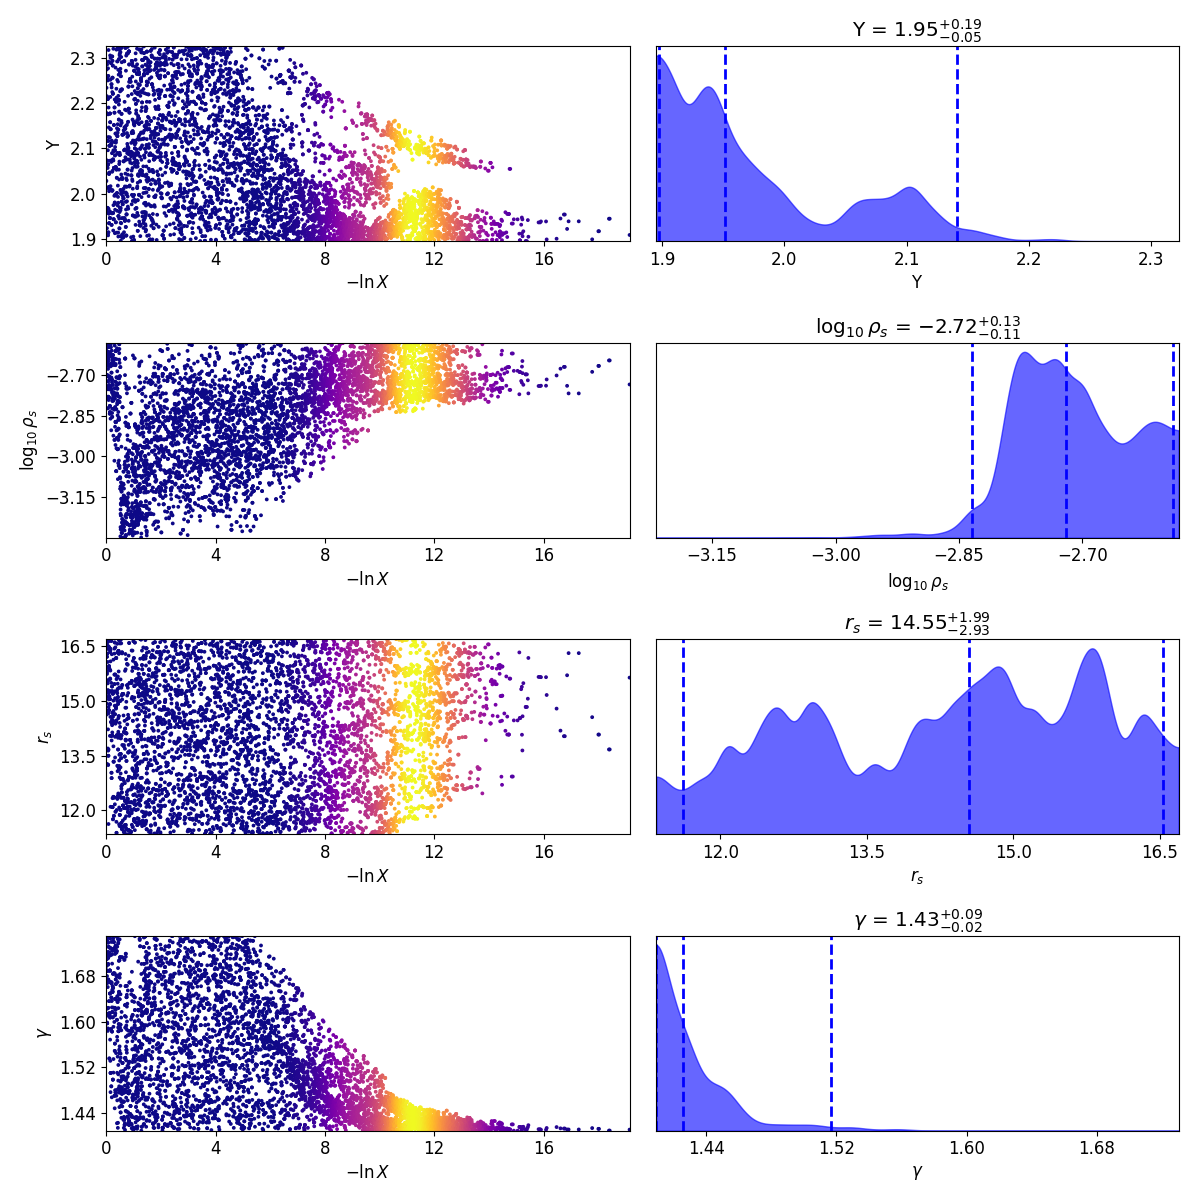 Y = 1.95^{+0.19}_{-0.05}
2.3
2.2
2.1
2.0
1.9
Y
0 4 8 12 16
−ln X
1.9 2.0 2.1 2.2 2.3
Y
log₁₀ ρₛ = −2.72^{+0.13}_{-0.11}
−2.70
−2.85
−3.00
−3.15
log₁₀ ρₛ
0 4 8 12 16
−ln X
−3.15 −3.00 −2.85 −2.70
log₁₀ ρₛ
rₛ = 14.55^{+1.99}_{-2.93}
16.5
15.0
13.5
12.0
rₛ
0 4 8 12 16
−ln X
12.0 13.5 15.0 16.5
rₛ
γ = 1.43^{+0.09}_{-0.02}
1.68
1.60
1.52
1.44
γ
0 4 8 12 16
−ln X
1.44 1.52 1.60 1.68
γ